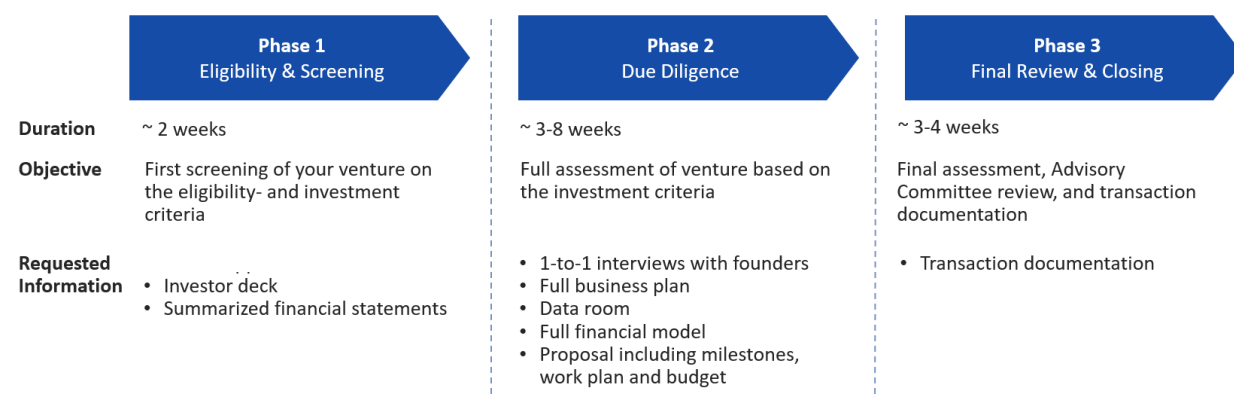 Phase 1
Eligibility & Screening
Phase 2
Due Diligence
Phase 3
Final Review & Closing
Duration
~ 2 weeks
~ 3-8 weeks
~ 3-4 weeks
Objective
First screening of your venture on
the eligibility- and investment
criteria
Full assessment of venture based on
the investment criteria
Final assessment, Advisory
Committee review, and transaction
documentation
Requested
Information
• Investor deck
• Summarized financial statements
• 1-to-1 interviews with founders
• Full business plan
• Data room
• Full financial model
• Proposal including milestones,
work plan and budget
• Transaction documentation